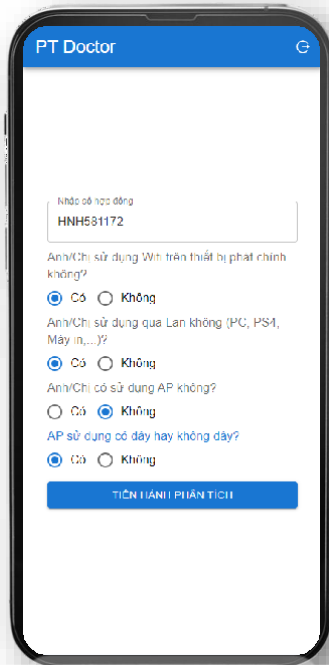 PT Doctor
Nhập số hợp đồng
HNH581172
Anh/Chị sử dụng Wifi trên thiết bị phát chính
không?
Có Không
Anh/Chị sử dụng qua Lan không (PC, PS4,
Máy in,...)?
Có Không
Anh/Chị có sử dụng AP không?
Có Không
AP sử dụng có dây hay không dây?
Có Không
TIẾN HÀNH PHÂN TÍCH